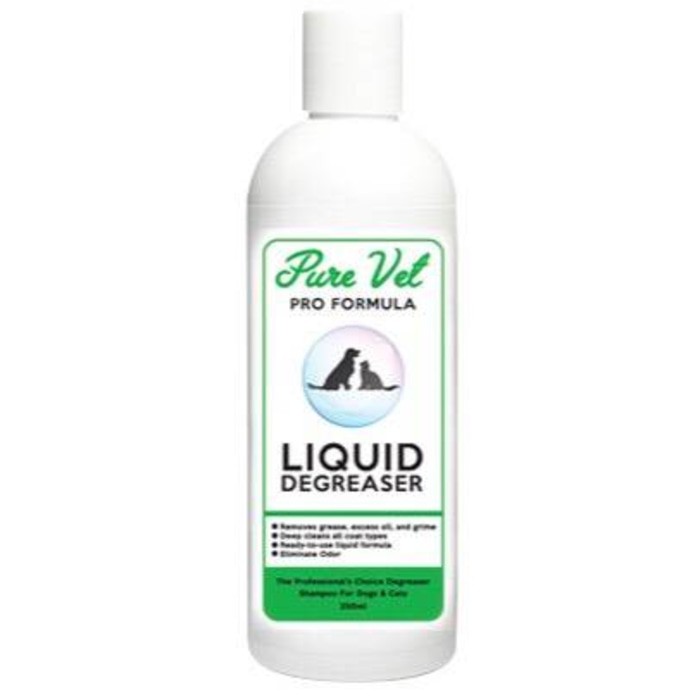 Pure Vet
PRO FORMULA
LIQUID
DEGREASER
Removes grease, excess oil, and grime
Deep cleans all coat types
Ready-to-use liquid formula
Eliminate Odor
The Professional's Choice Degreaser
Shampoo For Dogs & Cats
250ml